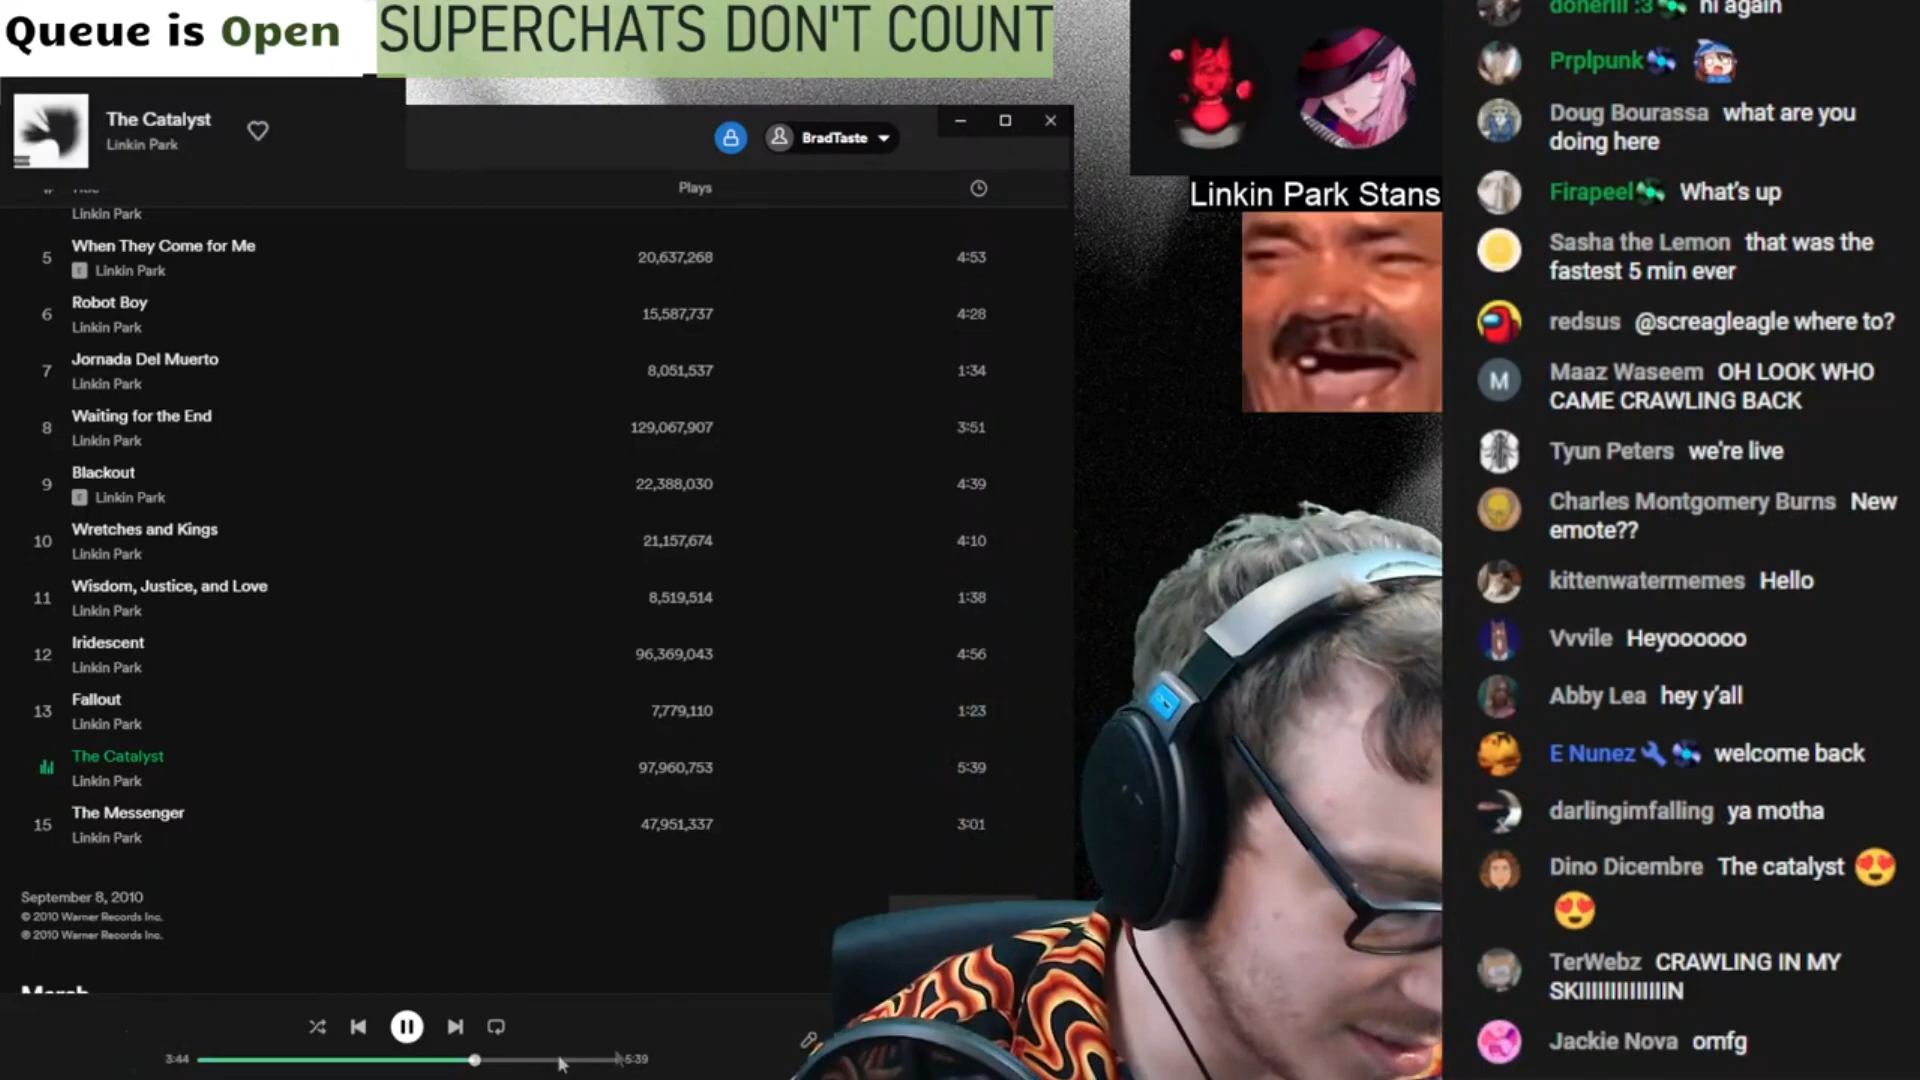 Queue is Open
SUPERCHATS DON'T COUNT
The Catalyst
Linkin Park
BradTaste
Plays
Linkin Park
5 When They Come for Me 20,637,268 4:53
E Linkin Park
6 Robot Boy 15,587,737 4:28
Linkin Park
7 Jornada Del Muerto 8,051,537 1:34
Linkin Park
8 Waiting for the End 129,067,907 3:51
Linkin Park
9 Blackout 22,388,030 4:39
E Linkin Park
10 Wretches and Kings 21,157,674 4:10
Linkin Park
11 Wisdom, Justice, and Love 8,519,514 1:38
Linkin Park
12 Iridescent 96,369,043 4:56
Linkin Park
13 Fallout 7,779,110 1:23
Linkin Park
The Catalyst 97,960,753 5:39
Linkin Park
15 The Messenger 47,951,337 3:01
Linkin Park
September 8, 2010
© 2010 Warner Records Inc.
℗ 2010 Warner Records Inc.
3:44 5:39
Linkin Park Stans
donerill :3 hi again
Prplpunk
Doug Bourassa what are you
doing here
Firapeel What's up
Sasha the Lemon that was the
fastest 5 min ever
redsus @screagleagle where to?
M Maaz Waseem OH LOOK WHO
CAME CRAWLING BACK
Tyun Peters we're live
Charles Montgomery Burns New
emote??
kittenwatermemes Hello
Vvvile Heyoooooo
Abby Lea hey y'all
E Nunez welcome back
darlingimfalling ya motha
Dino Dicembre The catalyst 😍
😍
TerWebz CRAWLING IN MY
SKIIIIIIIIIIIIIN
Jackie Nova omfg